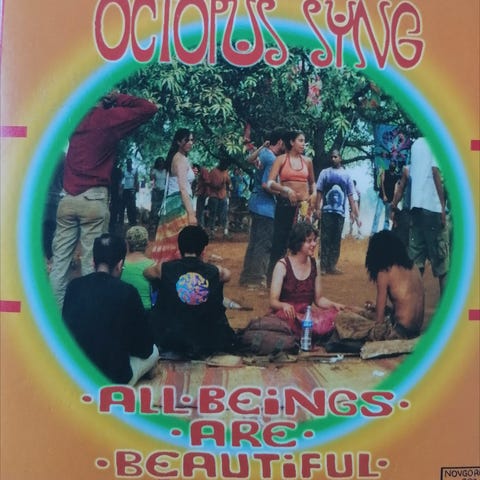 OCTOPUS SYNG
·ALL·BEiNGS·
·ARE·
·BEAUTiFUL·